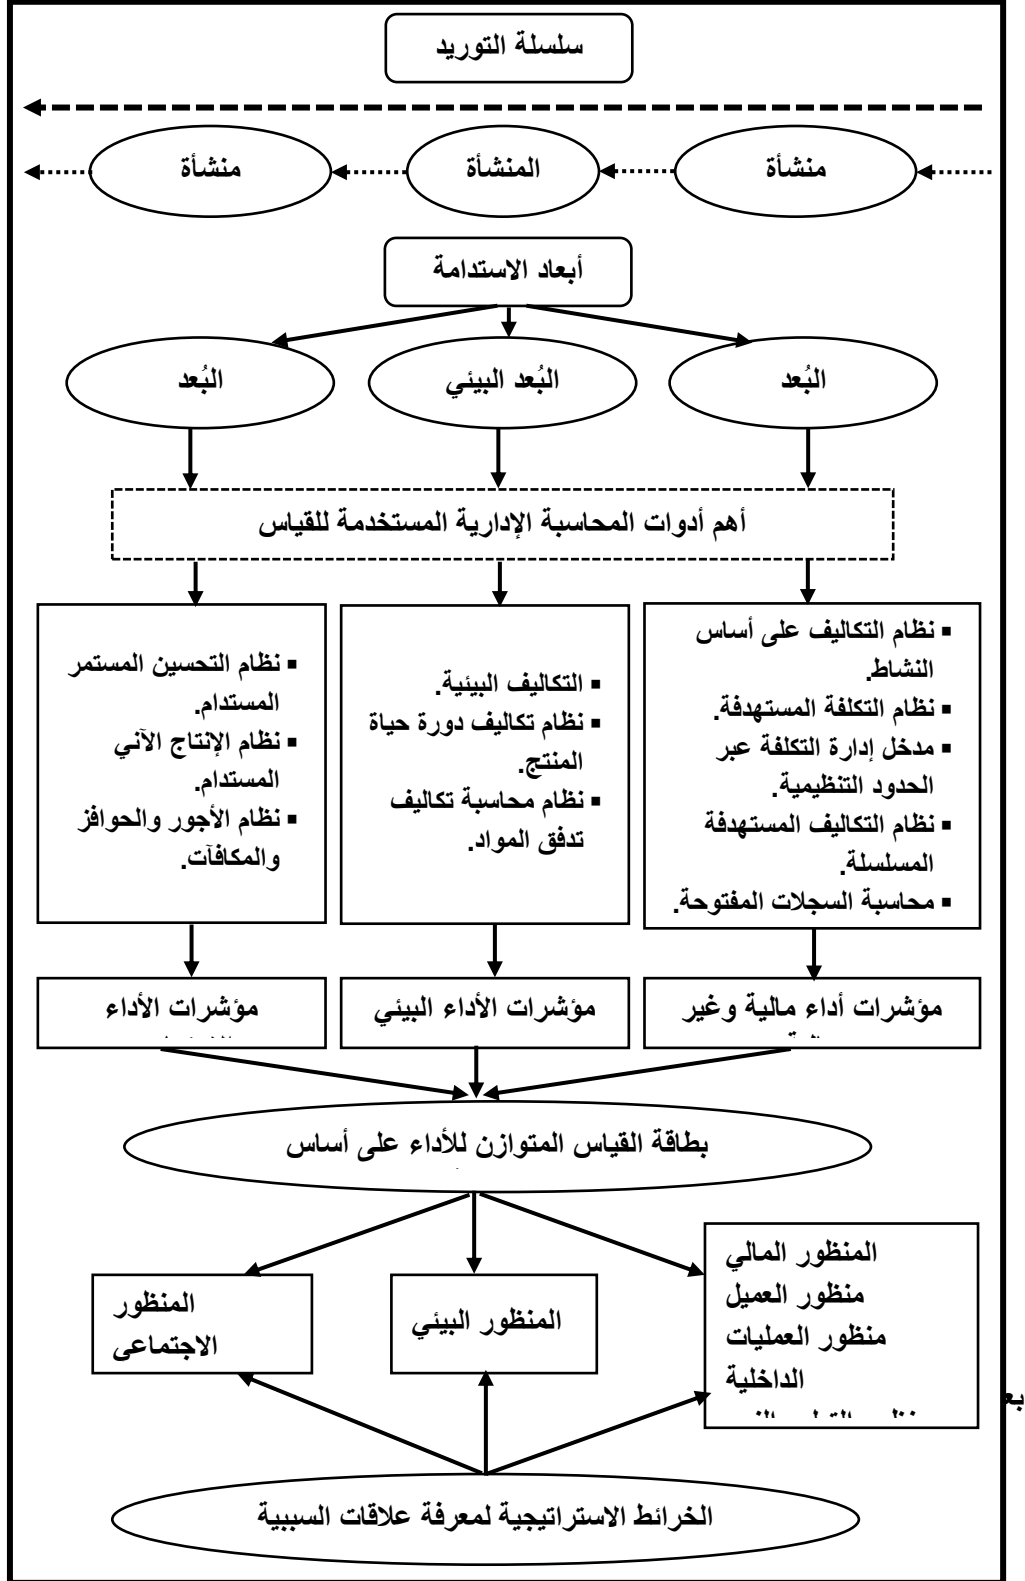 سلسلة التوريد
منشأة
المنشأة
منشأة
أبعاد الاستدامة
البُعد
البُعد البيئي
البُعد
أهم أدوات المحاسبة الإدارية المستخدمة للقياس
▪ نظام التكاليف على أساس
النشاط.
▪ نظام التكلفة المستهدفة.
▪ مدخل إدارة التكلفة عبر
الحدود التنظيمية.
▪ نظام التكاليف المستهدفة
المسلسلة.
▪ محاسبة السجلات المفتوحة.
▪ التكاليف البيئية.
▪ نظام تكاليف دورة حياة
المنتج.
▪ نظام محاسبة تكاليف
تدفق المواد.
▪ نظام التحسين المستمر
المستدام.
▪ نظام الإنتاج الآني
المستدام.
▪ نظام الأجور والحوافز
والمكافآت.
مؤشرات أداء مالية وغير
مؤشرات الأداء البيئي
مؤشرات الأداء
بطاقة القياس المتوازن للأداء على أساس
المنظور المالي
منظور العميل
منظور العمليات
الداخلية
المنظور البيئي
المنظور
الاجتماعى
بع
الخرائط الاستراتيجية لمعرفة علاقات السببية